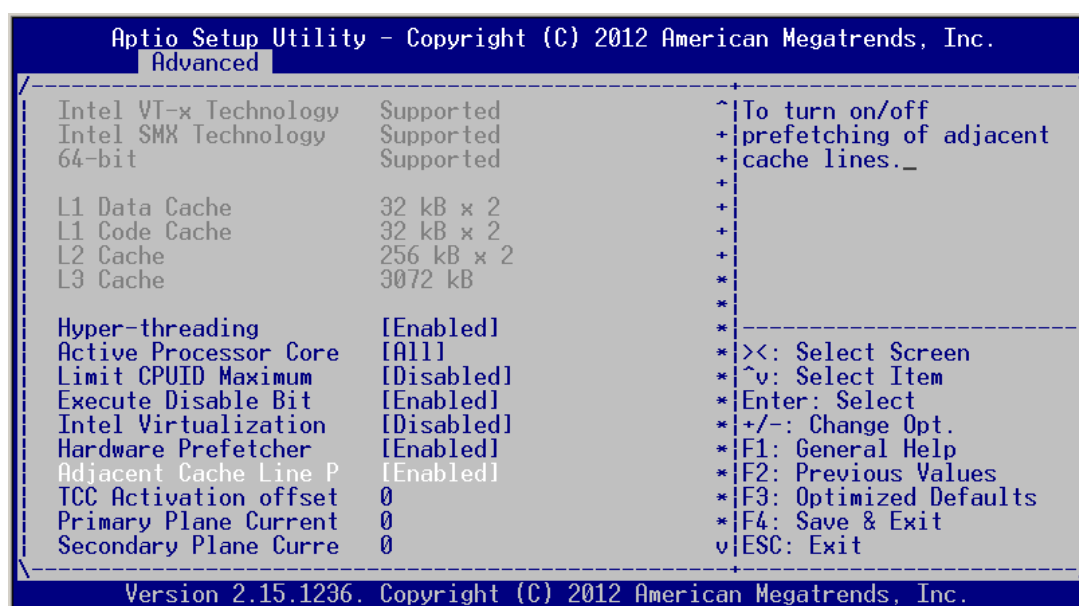 Aptio Setup Utility - Copyright (C) 2012 American Megatrends, Inc.
Advanced
Intel VT-x Technology Supported
Intel SMX Technology Supported
64-bit Supported
L1 Data Cache 32 kB x 2
L1 Code Cache 32 kB x 2
L2 Cache 256 kB x 2
L3 Cache 3072 kB
Hyper-threading [Enabled]
Active Processor Core [All]
Limit CPUID Maximum [Disabled]
Execute Disable Bit [Enabled]
Intel Virtualization [Disabled]
Hardware Prefetcher [Enabled]
Adjacent Cache Line P [Enabled]
TCC Activation offset 0
Primary Plane Current 0
Secondary Plane Curre 0
To turn on/off
prefetching of adjacent
cache lines._
><: Select Screen
^v: Select Item
Enter: Select
+/-: Change Opt.
F1: General Help
F2: Previous Values
F3: Optimized Defaults
F4: Save & Exit
ESC: Exit
Version 2.15.1236. Copyright (C) 2012 American Megatrends, Inc.